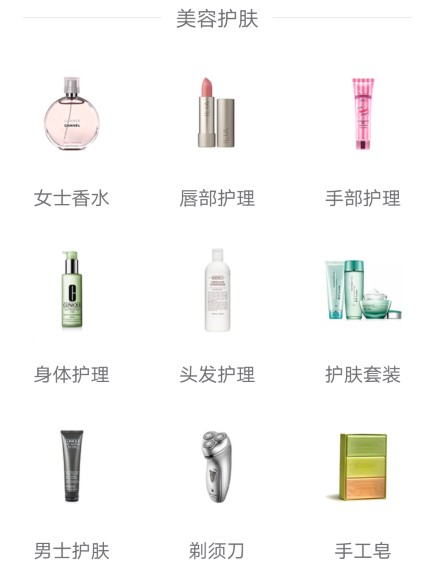 美容护肤
CHANEL
女士香水
唇部护理
手部护理
CLINIQUE
身体护理
头发护理
护肤套装
男士护肤
剃须刀
手工皂